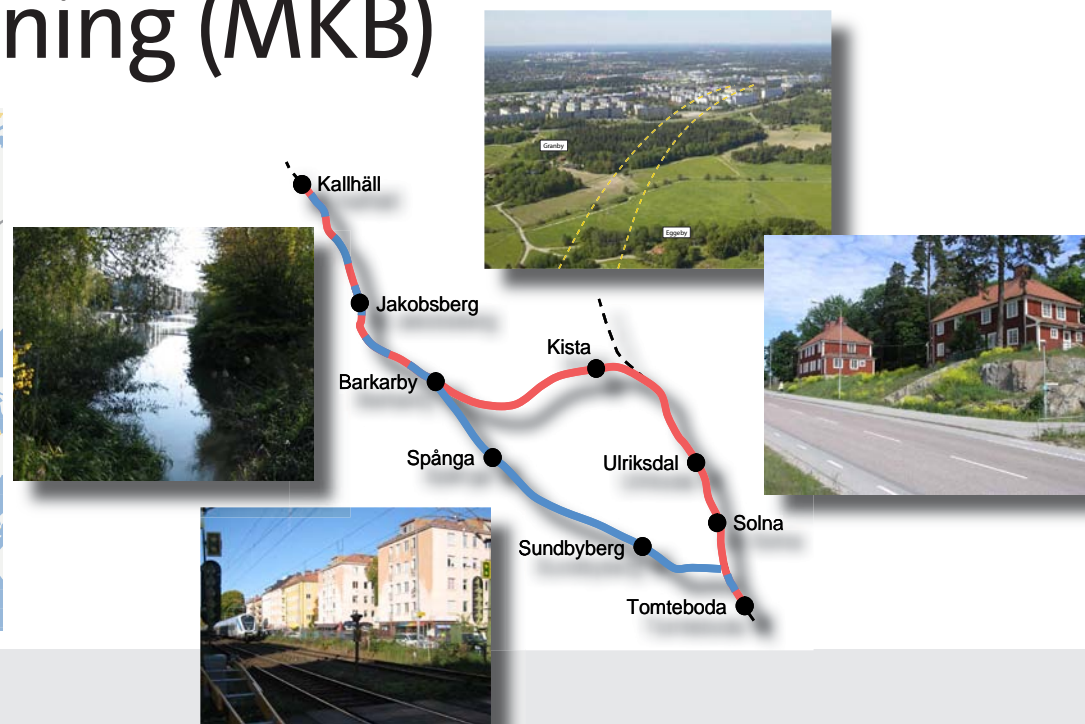 ning (MKB)
Granby
Eggeby
Kallhäll
Jakobsberg
Kista
Barkarby
Spånga
Ulriksdal
Solna
Sundbyberg
Tomteboda